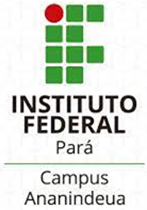 INSTITUTO
FEDERAL
Pará
Campus
Ananindeua